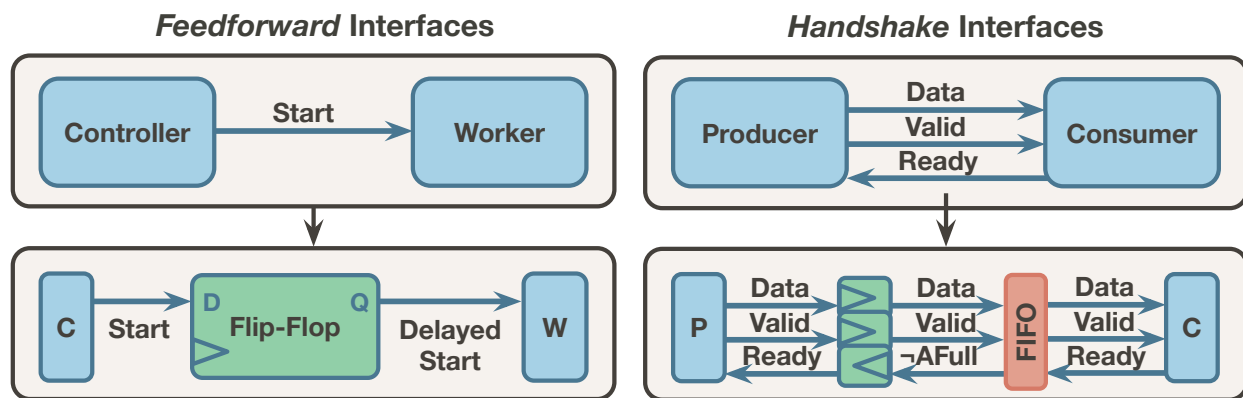 Feedforward Interfaces
Controller
Start
Worker
C
Start
D
Q
Flip-Flop
Delayed
Start
W
Handshake Interfaces
Producer
Data
Valid
Ready
Consumer
P
Data
Valid
Ready
Data
Valid
¬AFull
FIFO
Data
Valid
Ready
C